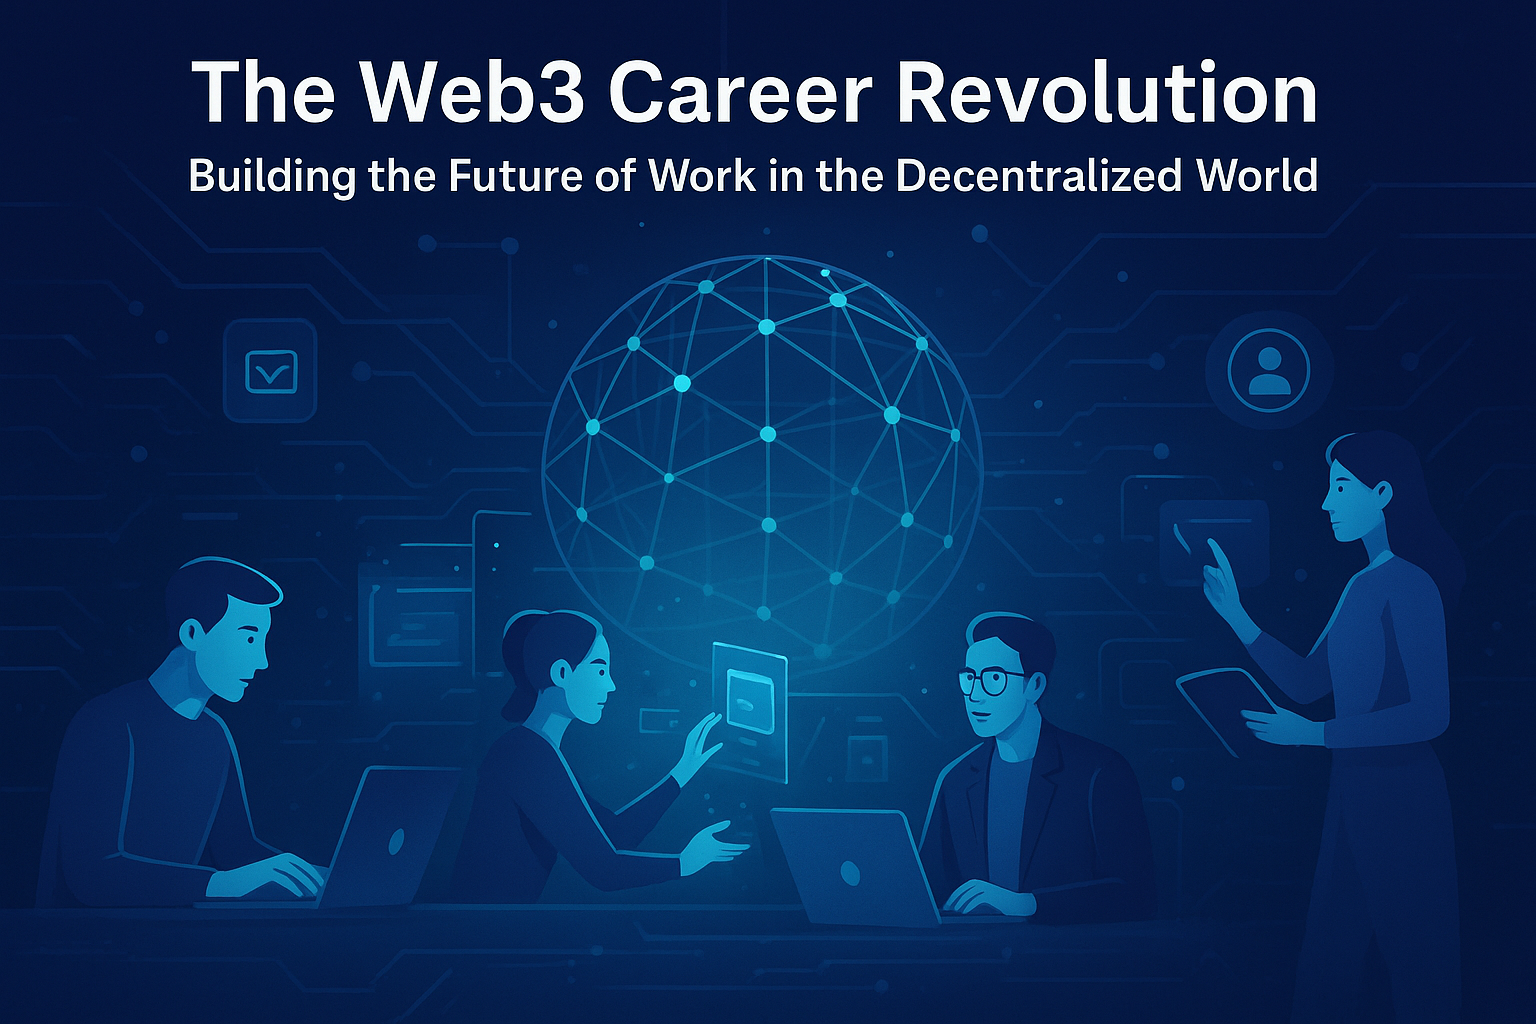 The Web3 Career Revolution
Building the Future of Work in the Decentralized World